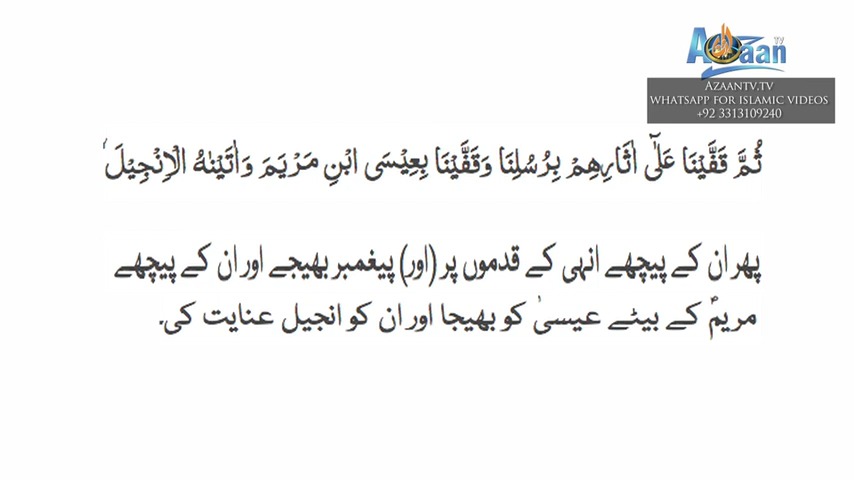 Azaan TV
AZAANTV.TV
WHATSAPP FOR ISLAMIC VIDEOS
+92 3313109240
ثُمَّ قَفَّيْنَا عَلٰٓى اٰثَارِهِمْ بِرُسُلِنَا وَقَفَّيْنَا بِعِيْسَى ابْنِ مَرْيَمَ وَاٰتَيْنٰهُ الْاِنْجِيْلَ ۙ
پھر ان کے پیچھے انہی کے قدموں پر (اور) پیغمبر بھیجے اور ان کے پیچھے
مریمؑ کے بیٹے عیسیٰ کو بھیجا اور ان کو انجیل عنایت کی۔